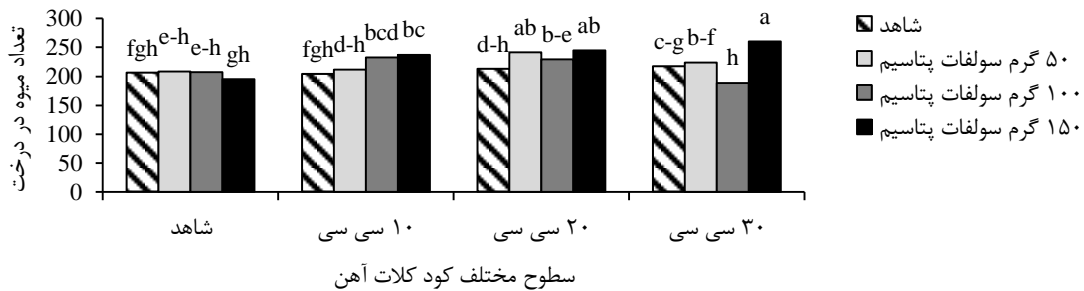 تعداد میوه در درخت
300
250
200
150
100
50
0
fgh e-h e-h gh
fgh d-h bcd bc
d-h ab b-e ab
c-g b-f h a
شاهد
۱۰ سی سی
۲۰ سی سی
۳۰ سی سی
سطوح مختلف کود کلات آهن
شاهد
۵۰ گرم سولفات پتاسیم
۱۰۰ گرم سولفات پتاسیم
۱۵۰ گرم سولفات پتاسیم